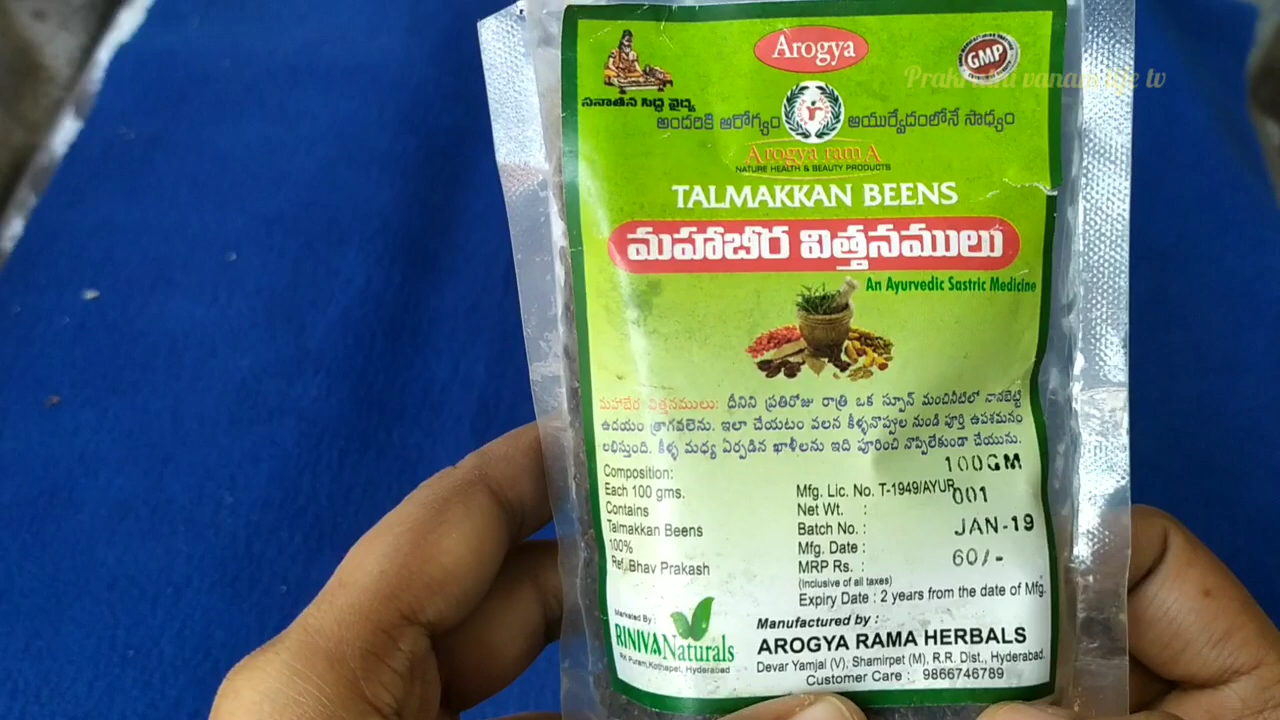 Arogya
GMP
Prakruthi vanam life tv
సనాతన సిద్ధ వైద్య
అందరికి ఆరోగ్యం ఆయుర్వేదంలోనే సాధ్యం
Arogya ramA
NATURE HEALTH & BEAUTY PRODUCTS
TALMAKKAN BEENS
మహాబీర విత్తనములు
An Ayurvedic Sastric Medicine
మహాబీర విత్తనములు: దీనిని ప్రతిరోజు రాత్రి ఒక స్పూన్ మంచినీటిలో నానబెట్టి
ఉదయం త్రాగవలెను. ఇలా చేయటం వలన కీళ్ళనొప్పుల నుండి పూర్తి ఉపశమనం
లభిస్తుంది. కీళ్ళ మధ్య ఏర్పడిన ఖాళీలను ఇది పూరించి నొప్పిలేకుండా చేయును.
Composition:
Each 100 gms.
Contains
Talmakkan Beens
100%
Ref. Bhav Prakash
100GM
Mfg. Lic. No. T-1949/AYUR
001
Net Wt. :
Batch No. : JAN-19
Mfg. Date :
MRP Rs. : 60/-
(Inclusive of all taxes)
Expiry Date : 2 years from the date of Mfg.
Marketed By :
RINIVA Naturals
RK Puram, Kothapet, Hyderabad
Manufactured by :
AROGYA RAMA HERBALS
Devar Yamjal (V), Shamirpet (M), R.R. Dist., Hyderabad.
Customer Care : 9866746789